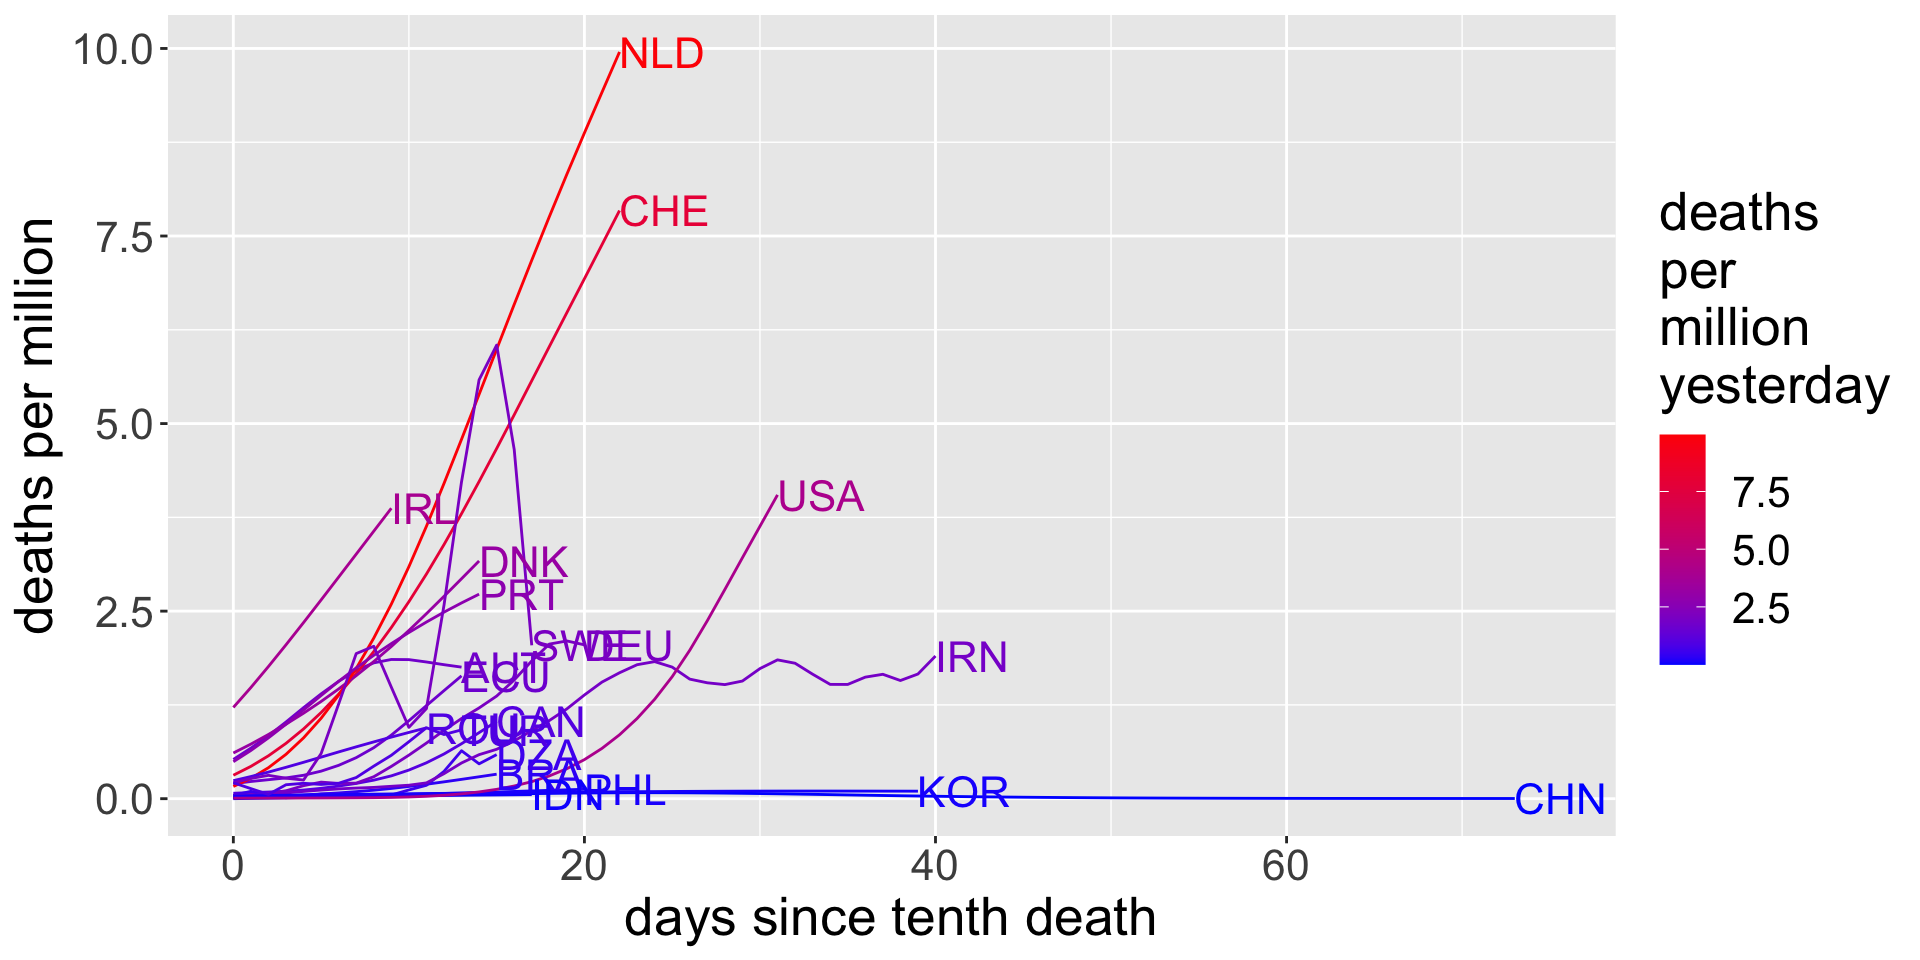 10.0
7.5
5.0
2.5
0.0
deaths per million
NLD
CHE
IRL
USA
DNK
PRT
SWE
DEU
IRN
AUT
ECU
CAN
TUR
DZA
BRA
PHL
IDN
KOR
CHN
0
20
40
60
days since tenth death
deaths
per
million
yesterday
7.5
5.0
2.5